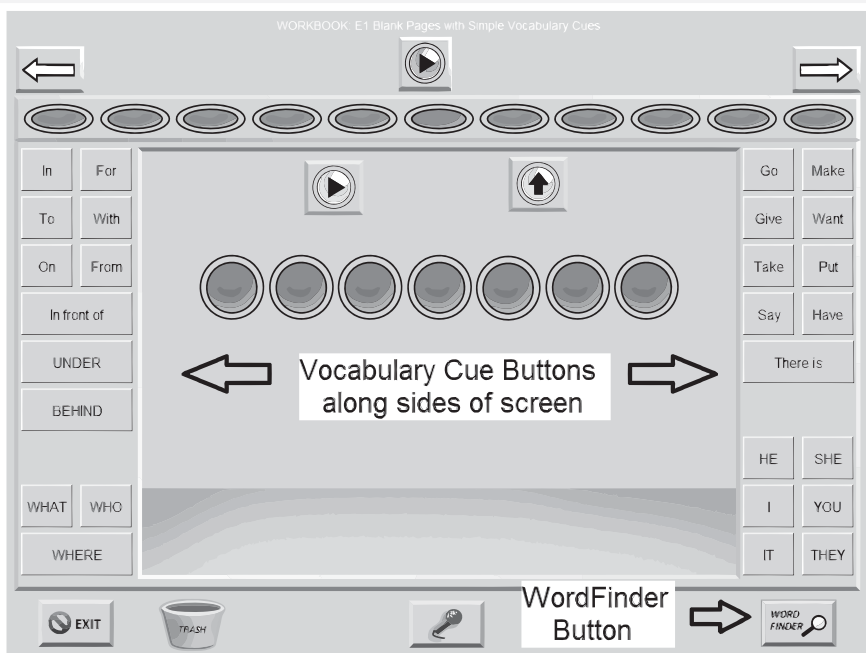 WORKBOOK: E1 Blank Pages with Simple Vocabulary Cues
In For
To With
On From
In front of
UNDER
BEHIND
WHAT WHO
WHERE
Vocabulary Cue Buttons
along sides of screen
Go Make
Give Want
Take Put
Say Have
There is
HE SHE
I YOU
IT THEY
EXIT
TRASH
WordFinder
Button
WORD
FINDER